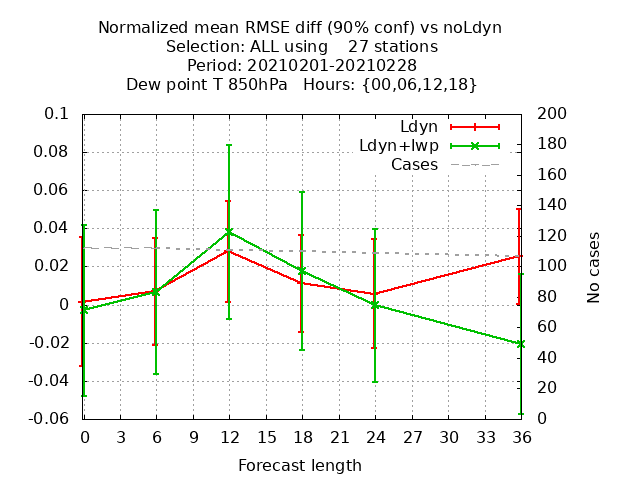 Normalized mean RMSE diff (90% conf) vs noLdyn
Selection: ALL using    27 stations
Period: 20210201-20210228
Dew point T 850hPa   Hours: {00,06,12,18}
0.1
0.08
0.06
0.04
0.02
0
-0.02
-0.04
-0.06
200
180
160
140
120
100
80
60
40
20
0
Ldyn
Ldyn+lwp
Cases
No cases
0 3 6 9 12 15 18 21 24 27 30 33 36
Forecast length